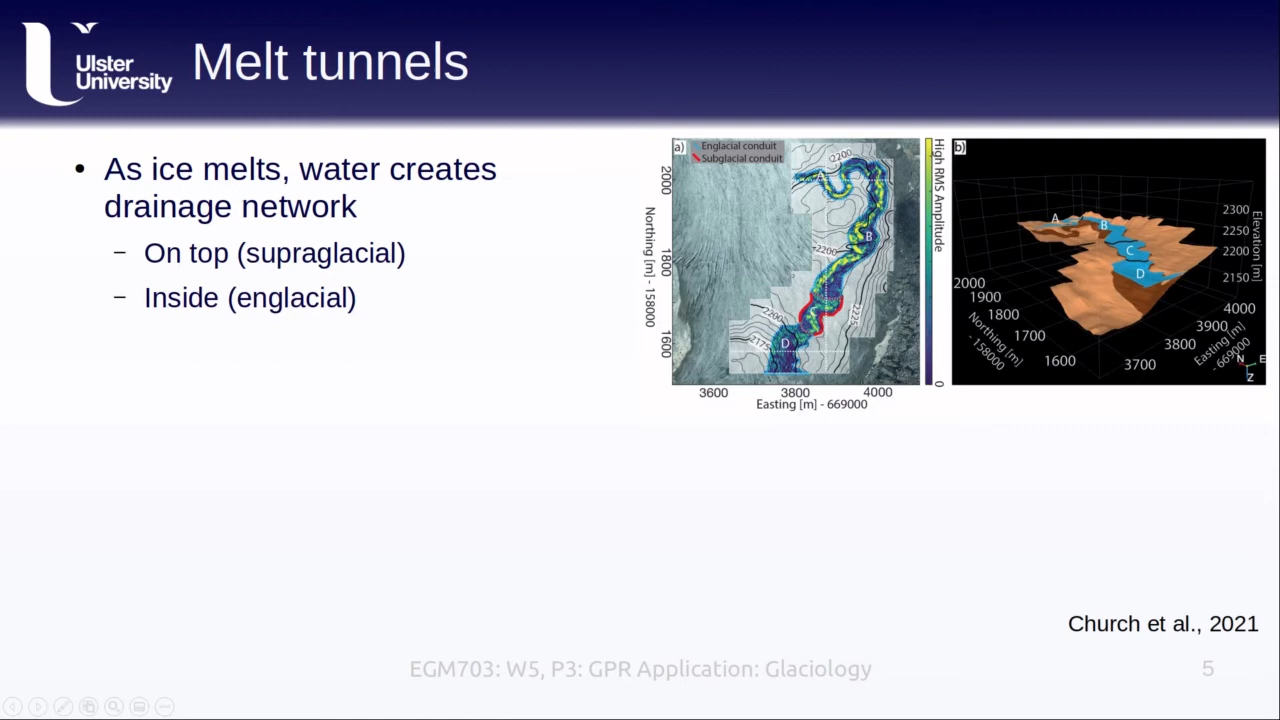 Ulster
University
Melt tunnels
• As ice melts, water creates
drainage network
– On top (supraglacial)
– Inside (englacial)
a)
Englacial conduit
Subglacial conduit
2200
A
B
2200
2225
2200
2175
D
2000
1800
1600
Northing [m] - 158000
3600 3800 4000
Easting [m] - 669000
High RMS Amplitude
0
b)
A
B
C
D
2300
2250
2200
2150
Elevation [m]
2000
1900
1800
1700
1600
Northing [m]
- 158000
4000
3900
3800
3700
Easting [m]
- 669000
N E
Z
Church et al., 2021
EGM703: W5, P3: GPR Application: Glaciology
5